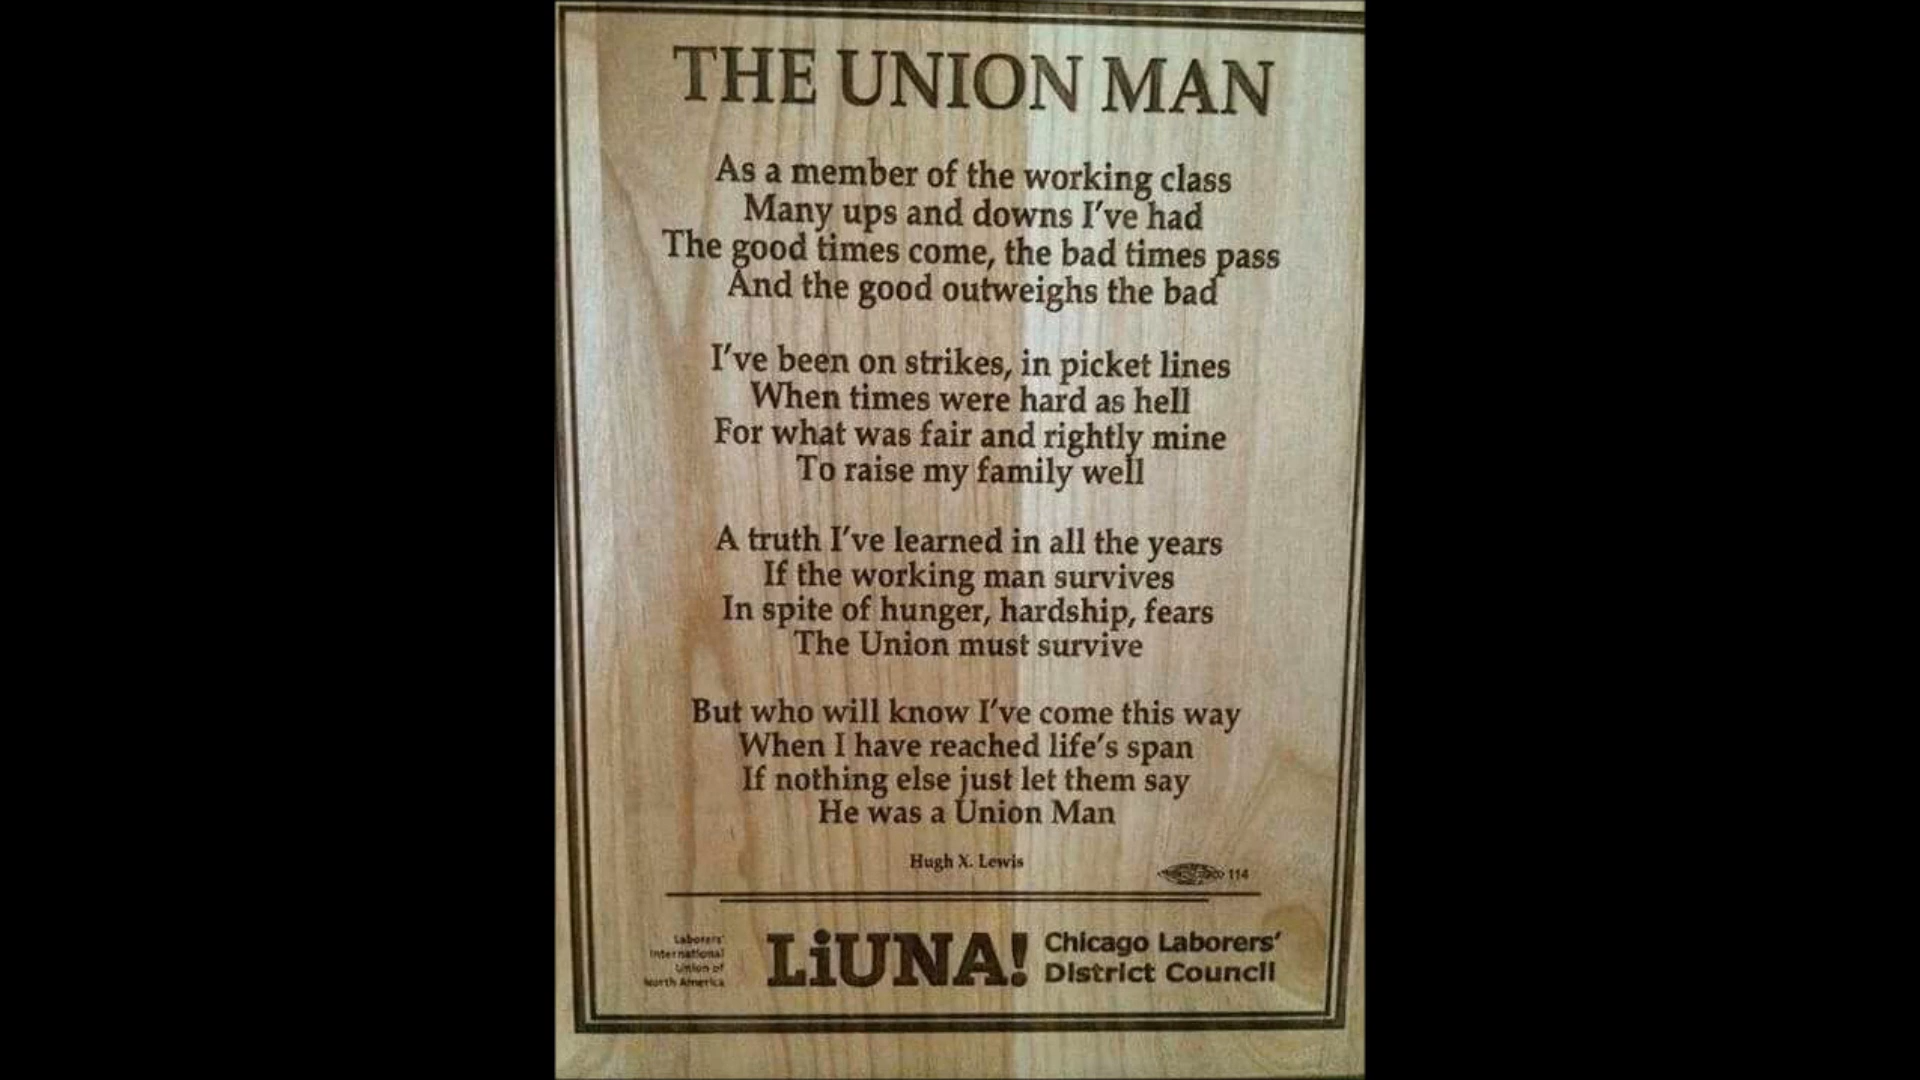 THE UNION MAN
As a member of the working class
Many ups and downs I've had
The good times come, the bad times pass
And the good outweighs the bad
I've been on strikes, in picket lines
When times were hard as hell
For what was fair and rightly mine
To raise my family well
A truth I've learned in all the years
If the working man survives
In spite of hunger, hardship, fears
The Union must survive
But who will know I've come this way
When I have reached life's span
If nothing else just let them say
He was a Union Man
Hugh X. Lewis
114
Laborers'
International
Union of
North America
LiUNA!
Chicago Laborers'
District Council